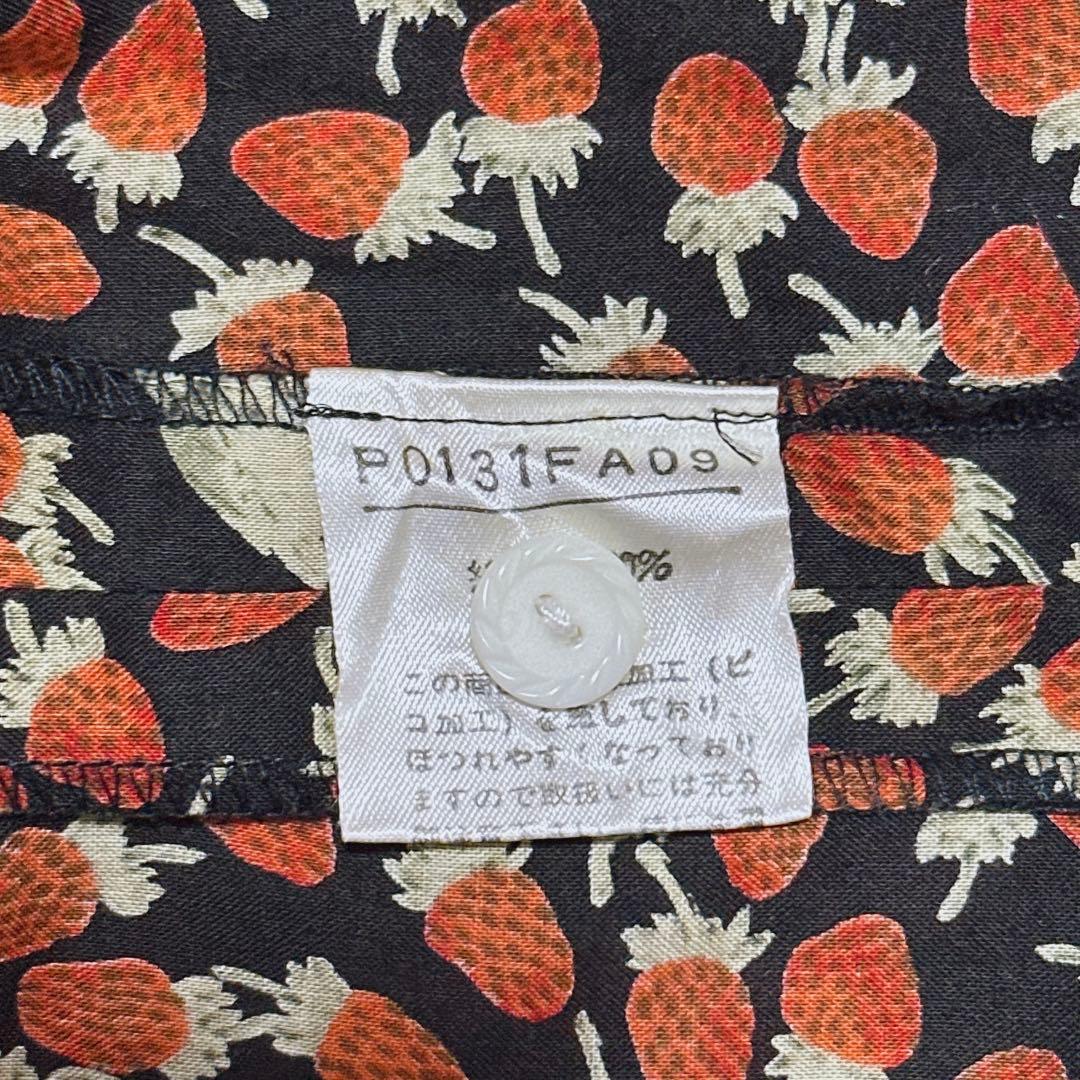 P0131FA09
%
この商 加工(ピ
コ加工)を施しており、
ほつれやすくなっており
ますので取扱いには充分